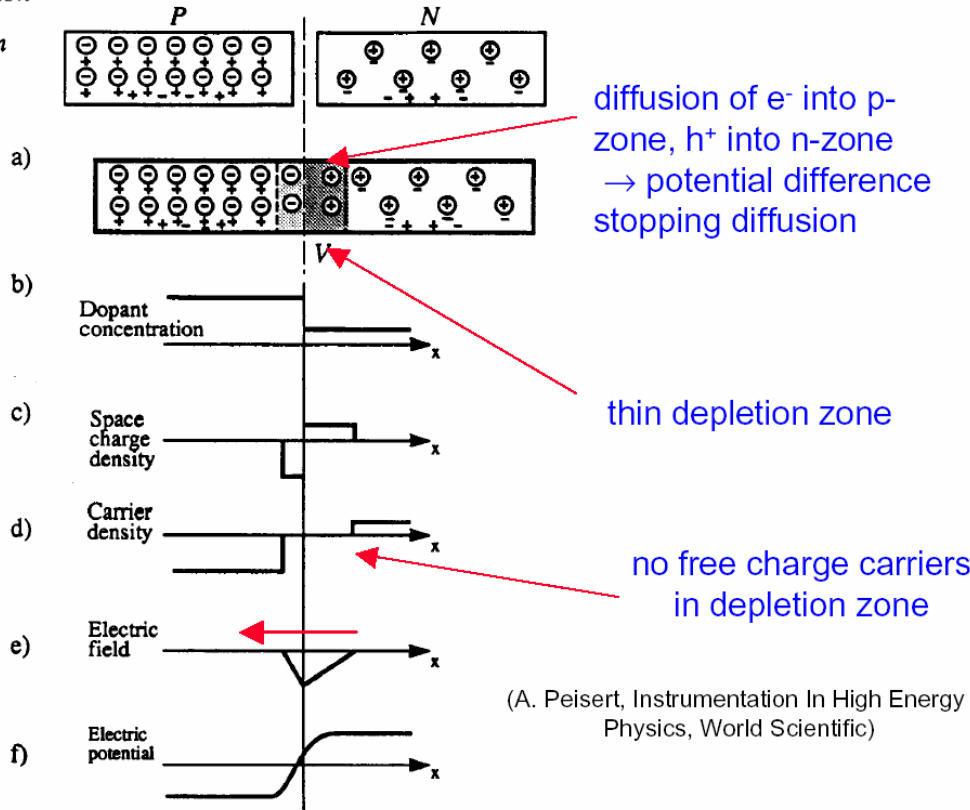 P
N
diffusion of e- into p-
zone, h+ into n-zone
→ potential difference
stopping diffusion
a)
V
b)
Dopant
concentration
x
thin depletion zone
c)
Space
charge
density
x
d)
Carrier
density
x
no free charge carriers
in depletion zone
e)
Electric
field
x
(A. Peisert, Instrumentation In High Energy
Physics, World Scientific)
f)
Electric
potential
x